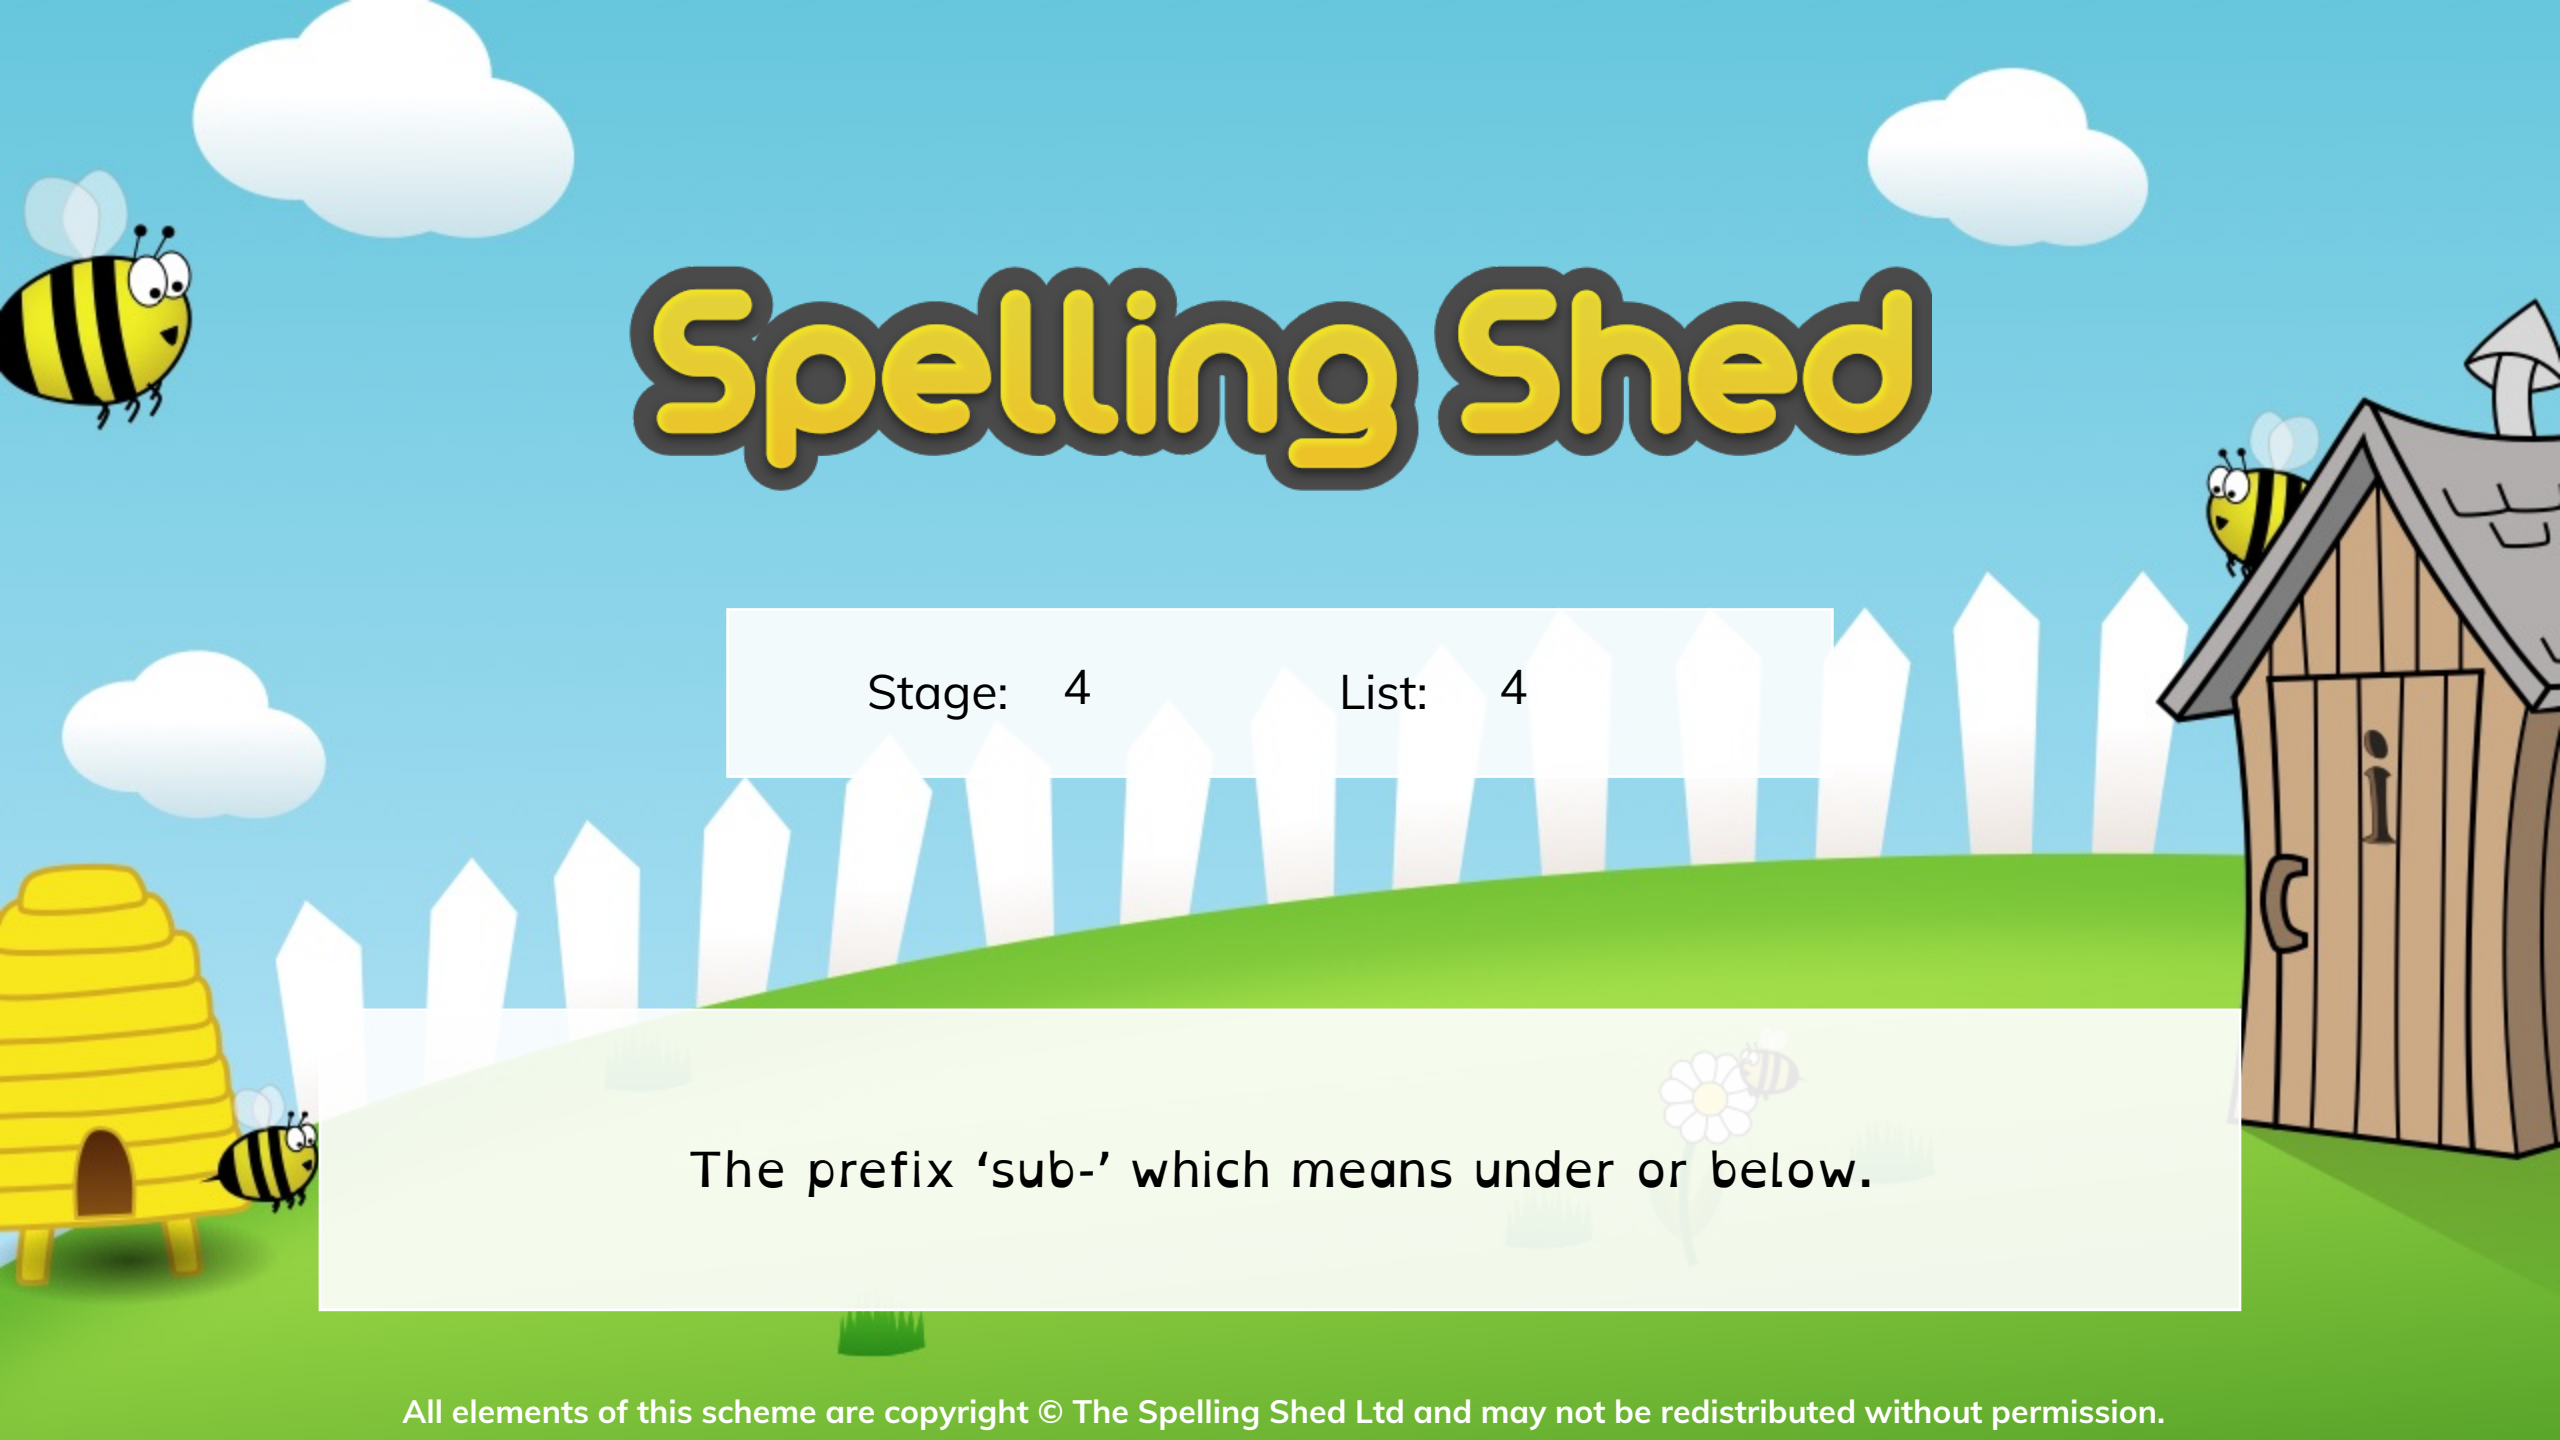 Spelling Shed
Stage: 4 List: 4
i
The prefix ‘sub-’ which means under or below.
All elements of this scheme are copyright © The Spelling Shed Ltd and may not be redistributed without permission.